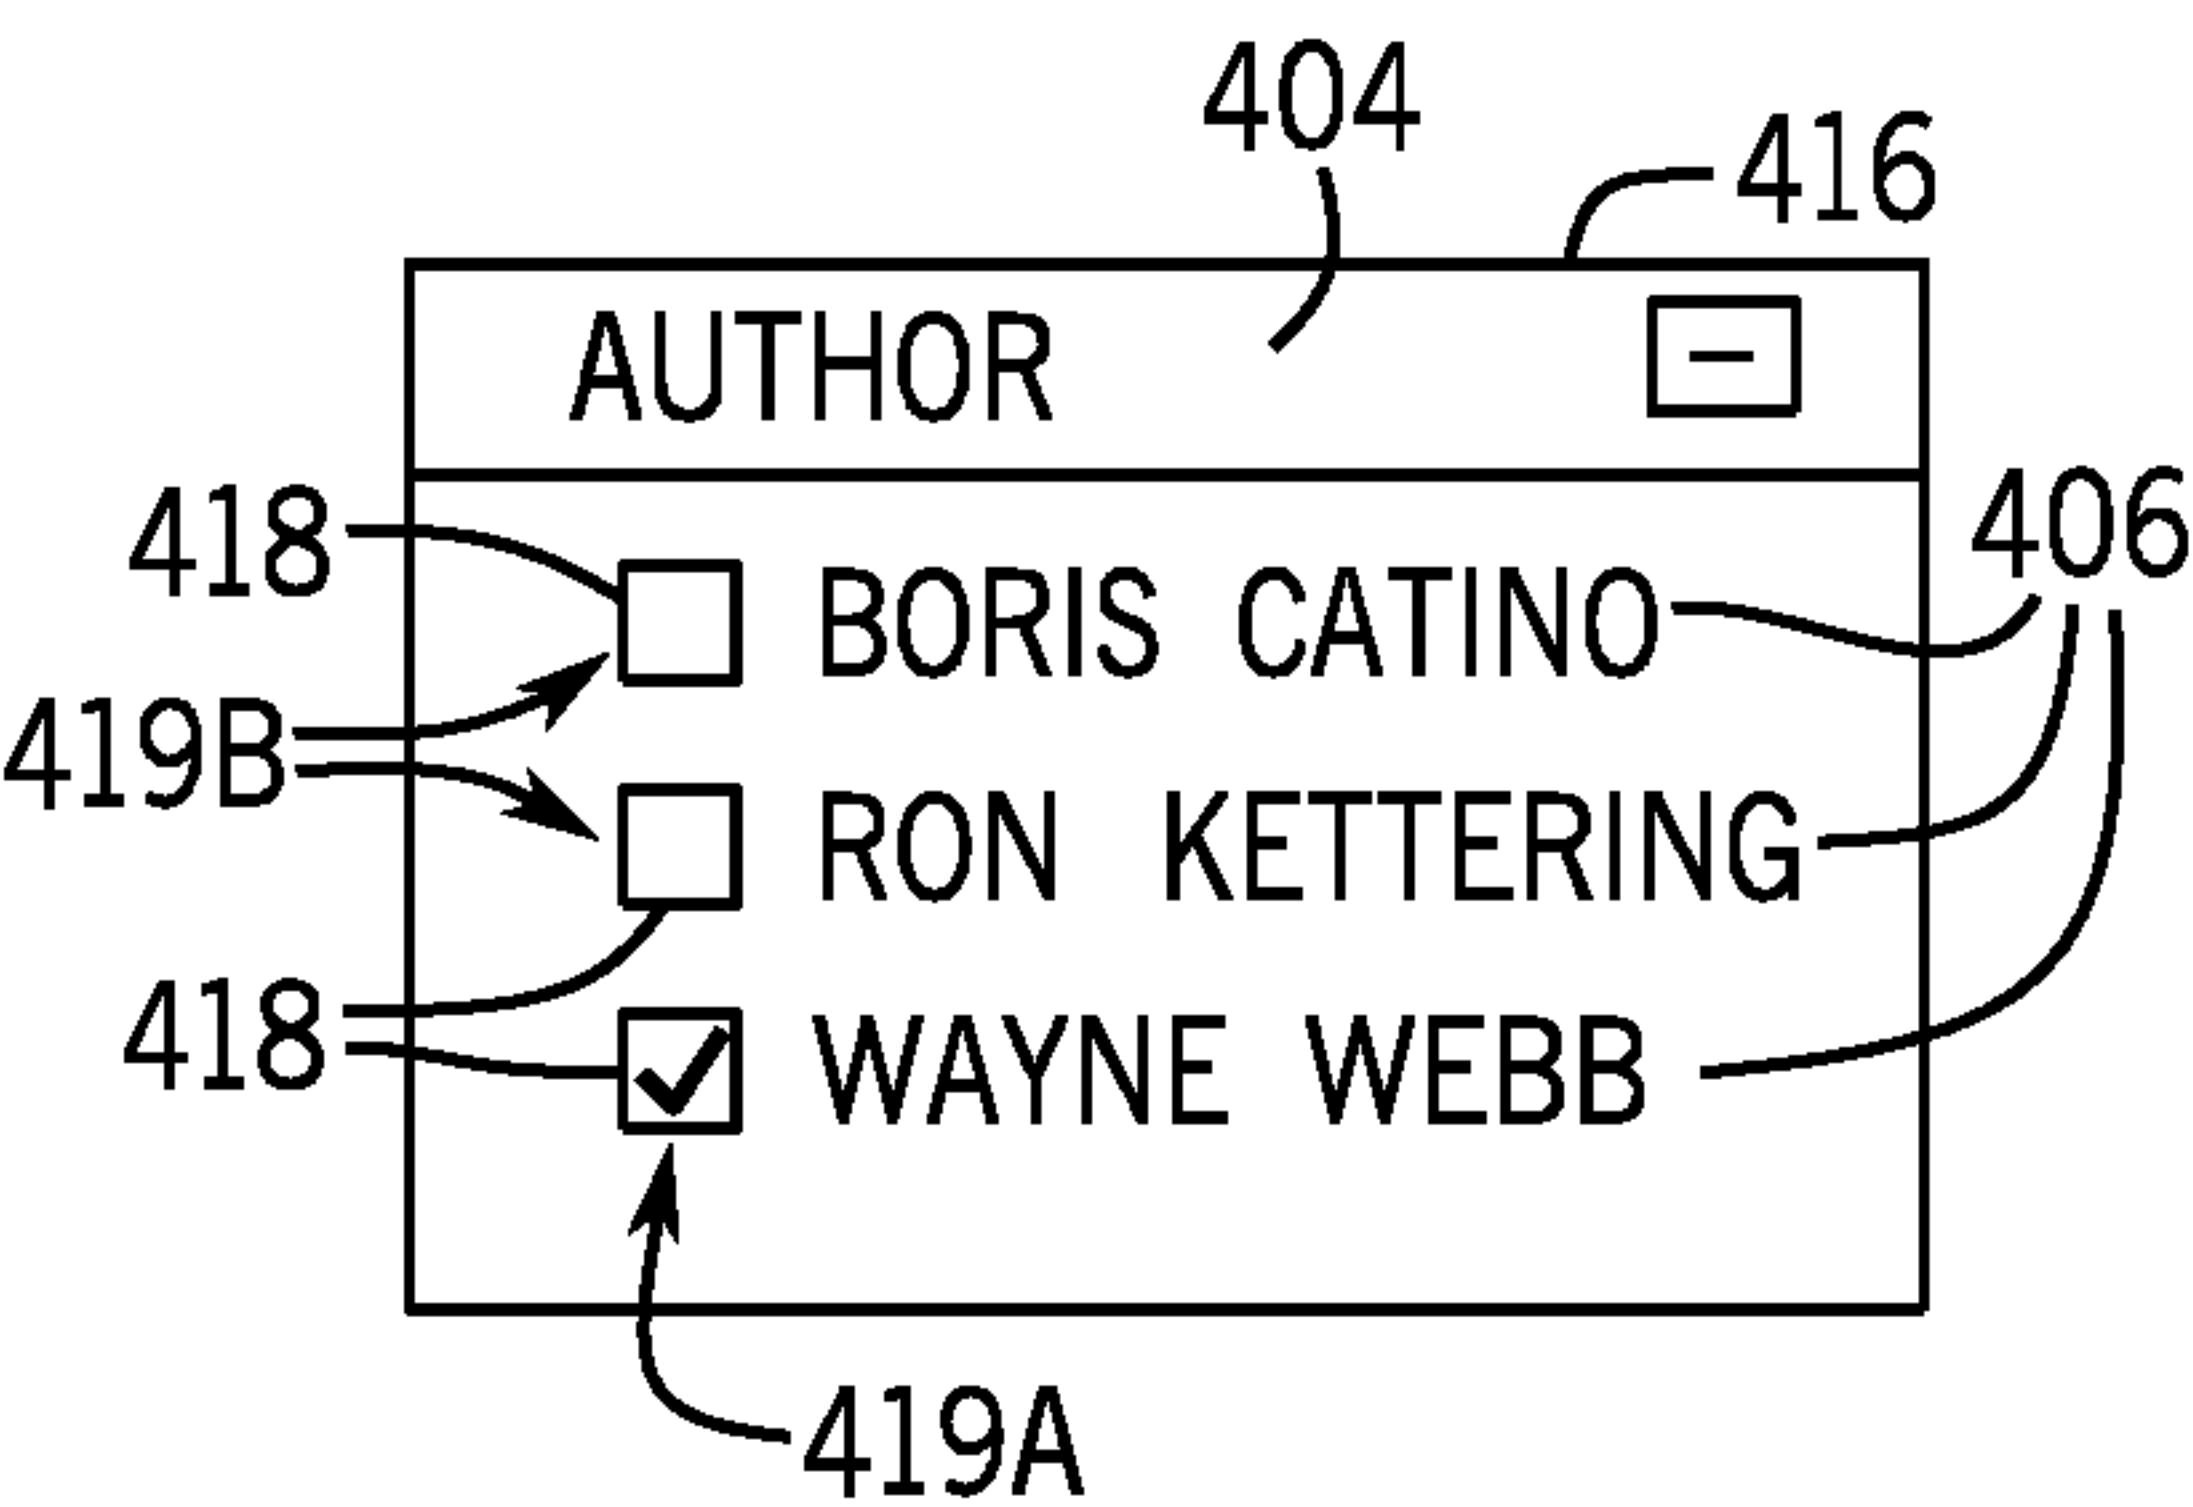 404
416
AUTHOR
418
BORIS CATINO
406
419B
RON KETTERING
418
WAYNE WEBB
419A